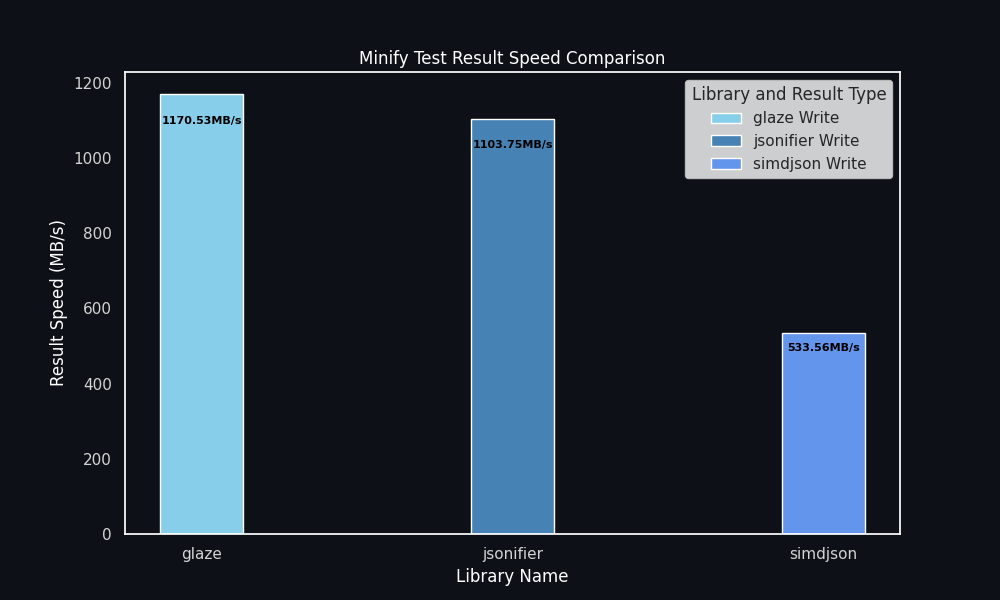 Minify Test Result Speed Comparison
Result Speed (MB/s)
1200
1000
800
600
400
200
0
1170.53MB/s
1103.75MB/s
533.56MB/s
Library and Result Type
glaze Write
jsonifier Write
simdjson Write
glaze
jsonifier
simdjson
Library Name